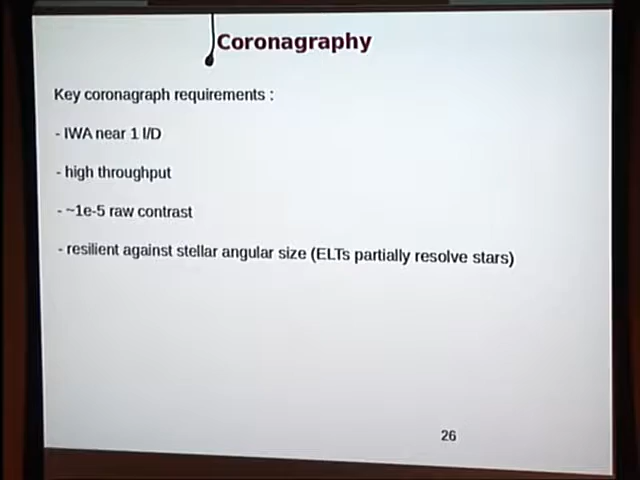 Coronagraphy
Key coronagraph requirements :
- IWA near 1 l/D
- high throughput
- ~1e-5 raw contrast
- resilient against stellar angular size (ELTs partially resolve stars)
26